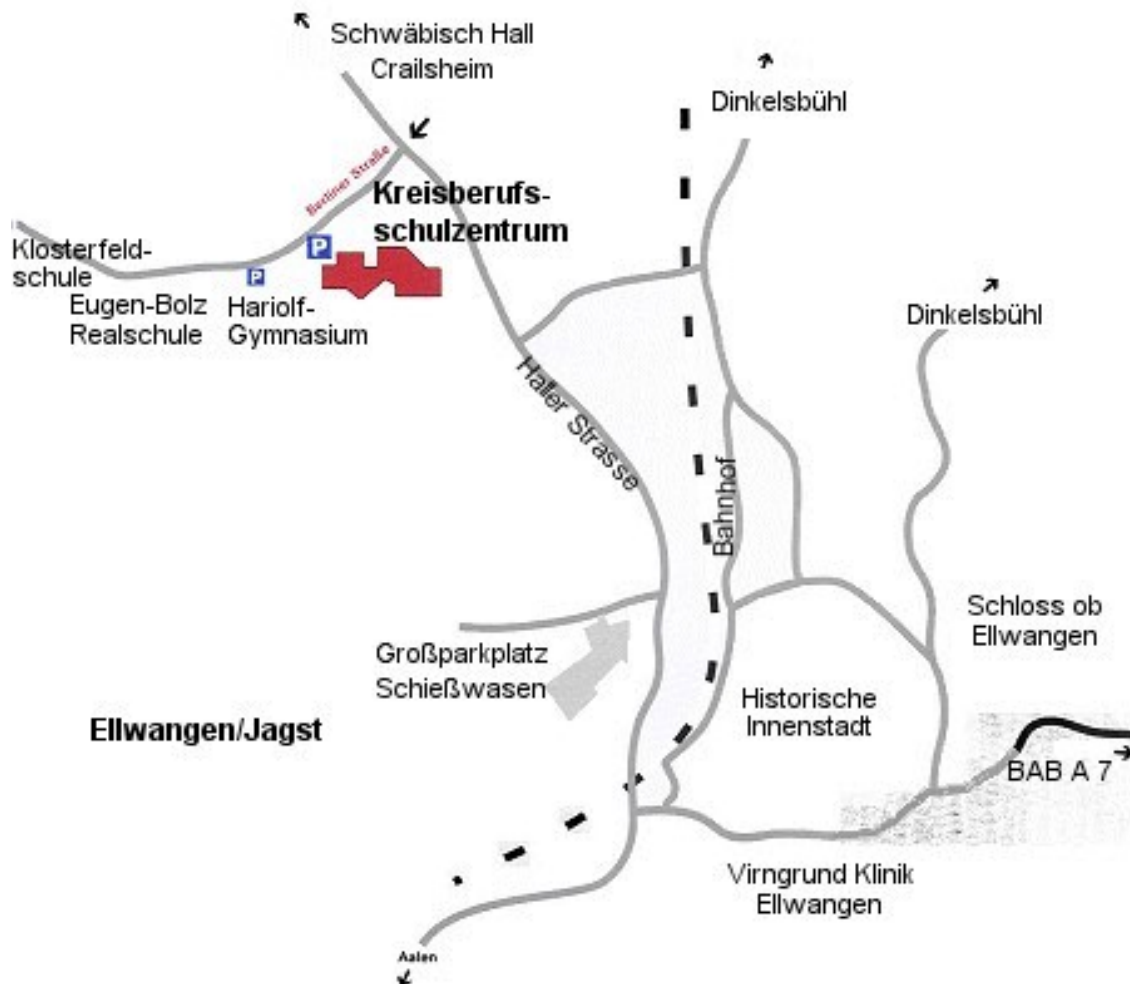 Schwäbisch Hall
Crailsheim
Dinkelsbühl
Berliner Straße
Kreisberufs-
schulzentrum
P
P
Klosterfeld-
schule
Eugen-Bolz
Realschule
Hariolf-
Gymnasium
Dinkelsbühl
Haller Strasse
Bahnhof
Schloss ob
Ellwangen
Großparkplatz
Schießwasen
Historische
Innenstadt
Ellwangen/Jagst
BAB A 7
Virngrund Klinik
Ellwangen
Aalen